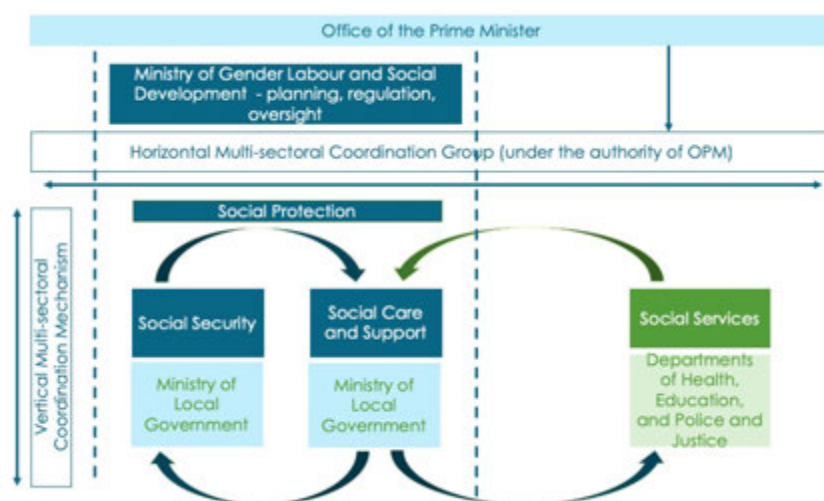 Office of the Prime Minister
Ministry of Gender Labour and Social
Development - planning, regulation,
oversight
Horizontal Multi-sectoral Coordination Group (under the authority of OPM)
Social Protection
Vertical Multi-sectoral
Coordination Mechanism
Social Security
Social Care
and Support
Social Services
Ministry of
Local
Government
Ministry of
Local
Government
Departments
of Health,
Education,
and Police and
Justice